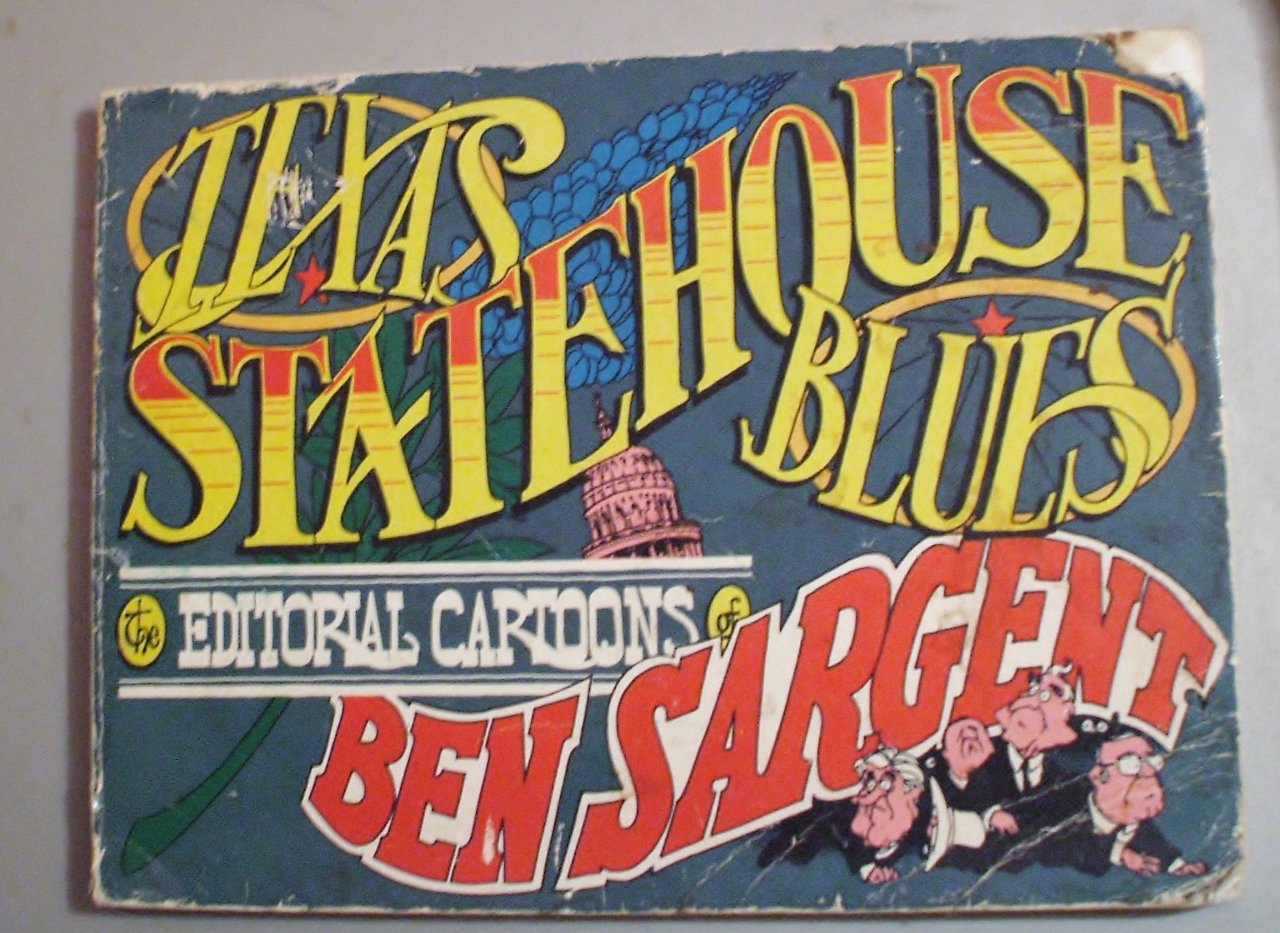 TEXAS
STATEHOUSE
BLUES
the EDITORIAL CARTOONS of
BEN SARGENT